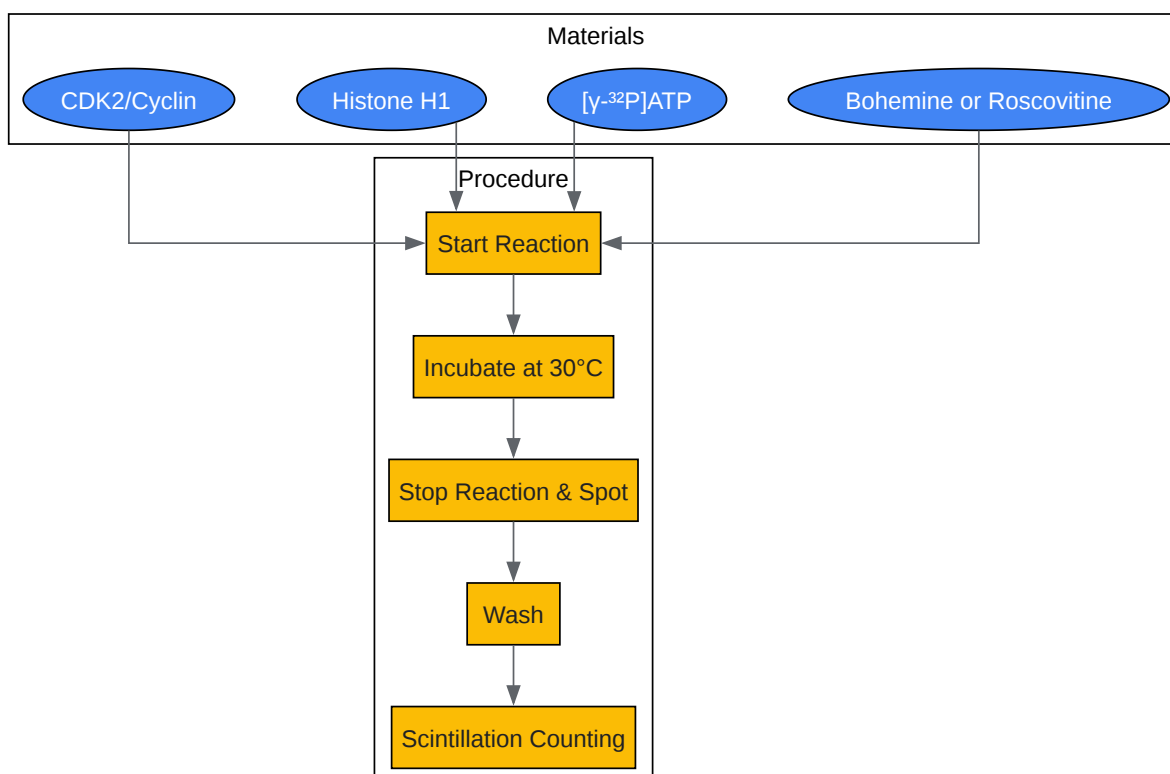 Materials
CDK2/Cyclin
Histone H1
[γ-³²P]ATP
Bohemine or Roscovitine
Procedure
Start Reaction
Incubate at 30°C
Stop Reaction & Spot
Wash
Scintillation Counting